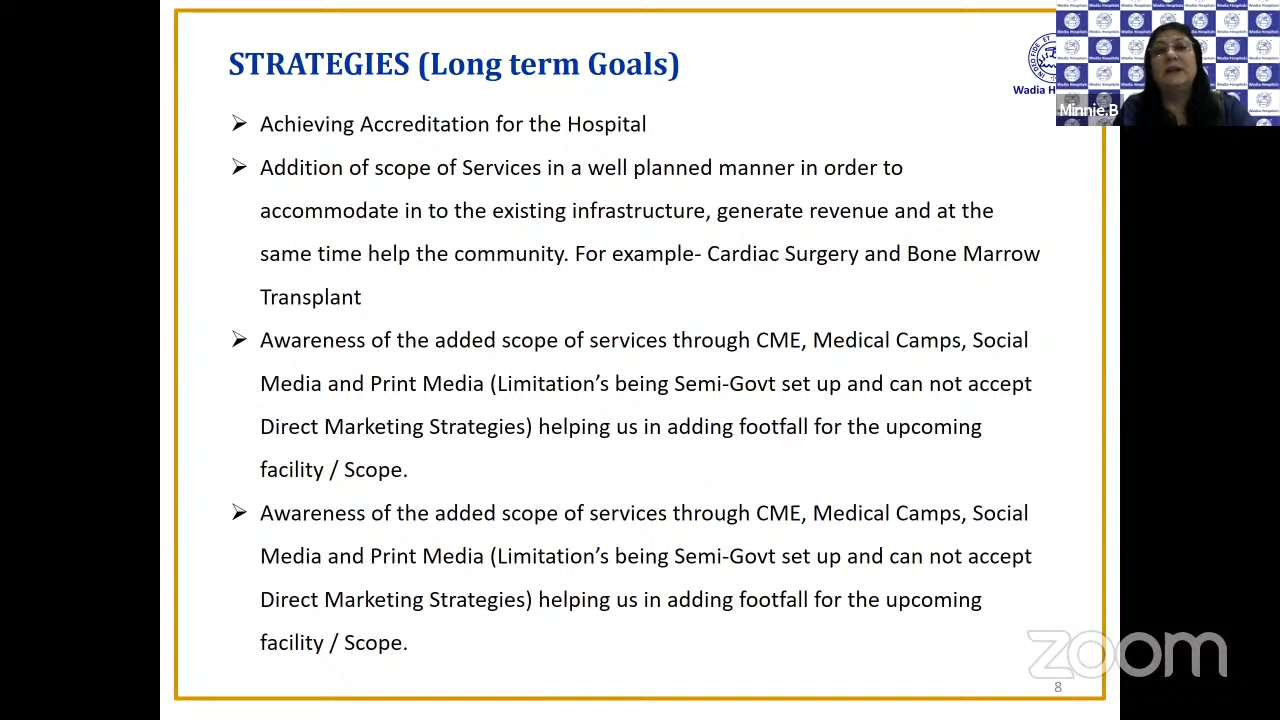 STRATEGIES (Long term Goals)
Wadia H
Minnie.B
Achieving Accreditation for the Hospital
Addition of scope of Services in a well planned manner in order to
accommodate in to the existing infrastructure, generate revenue and at the
same time help the community. For example- Cardiac Surgery and Bone Marrow
Transplant
Awareness of the added scope of services through CME, Medical Camps, Social
Media and Print Media (Limitation’s being Semi-Govt set up and can not accept
Direct Marketing Strategies) helping us in adding footfall for the upcoming
facility / Scope.
Awareness of the added scope of services through CME, Medical Camps, Social
Media and Print Media (Limitation’s being Semi-Govt set up and can not accept
Direct Marketing Strategies) helping us in adding footfall for the upcoming
facility / Scope.
zoom
8